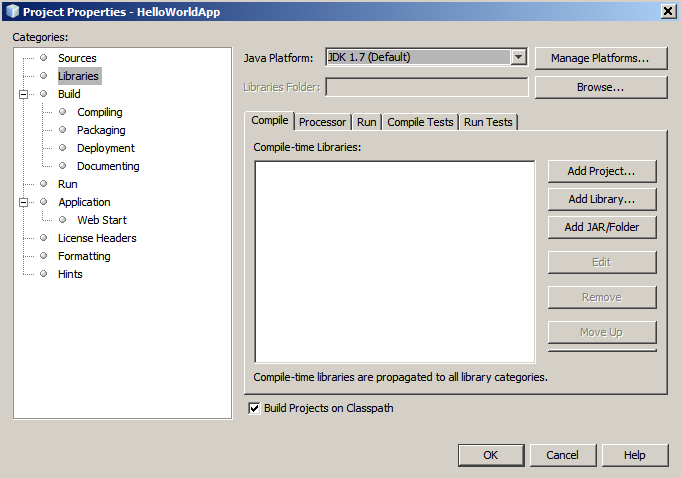 Project Properties - HelloWorldApp
Categories:
Sources
Libraries
Build
Compiling
Packaging
Deployment
Documenting
Run
Application
Web Start
License Headers
Formatting
Hints
Java Platform: JDK 1.7 (Default) Manage Platforms...
Libraries Folder: Browse...
Compile Processor Run Compile Tests Run Tests
Compile-time Libraries:
Add Project...
Add Library...
Add JAR/Folder
Edit
Remove
Move Up
Compile-time libraries are propagated to all library categories.
Build Projects on Classpath
OK Cancel Help